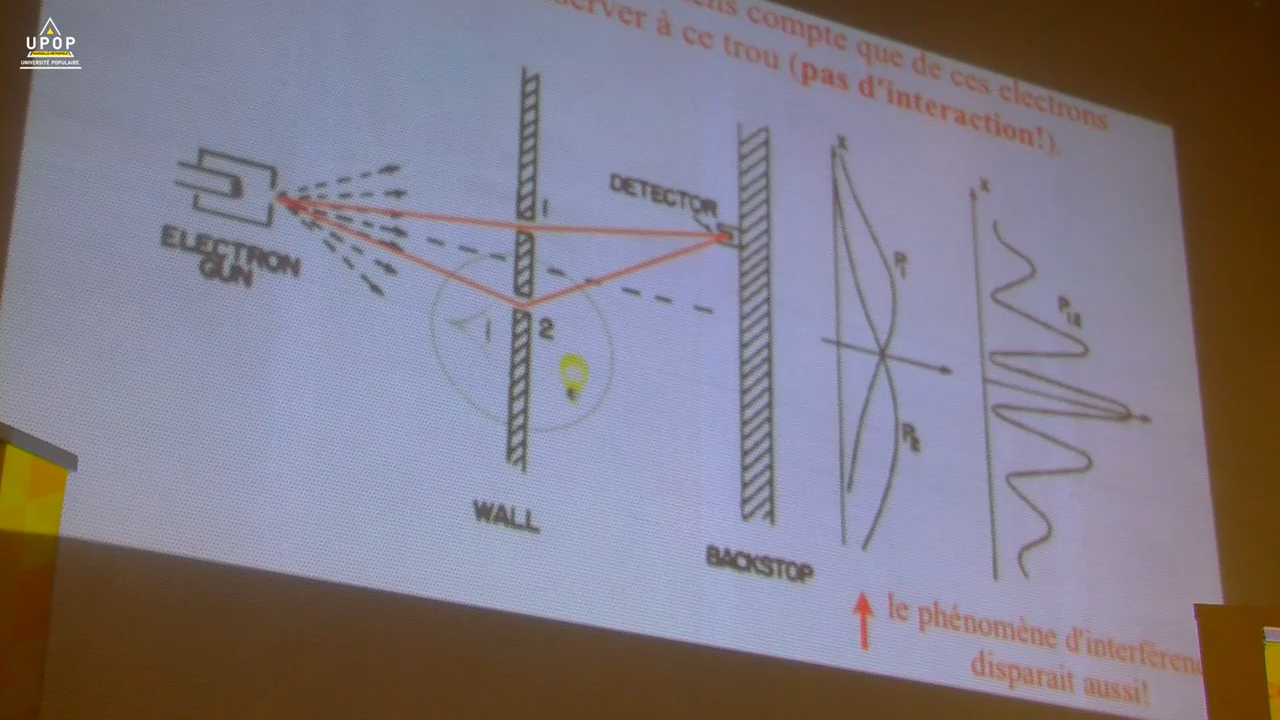 UPOP
UNIVERSITÉ POPULAIRE
compte que de ces electrons
server à ce trou (pas d'interaction!).
ELECTRON
GUN
1
2
WALL
DETECTOR
BACKSTOP
x
P1
P2
x
P12
le phénomène d'interféren
disparait aussi!